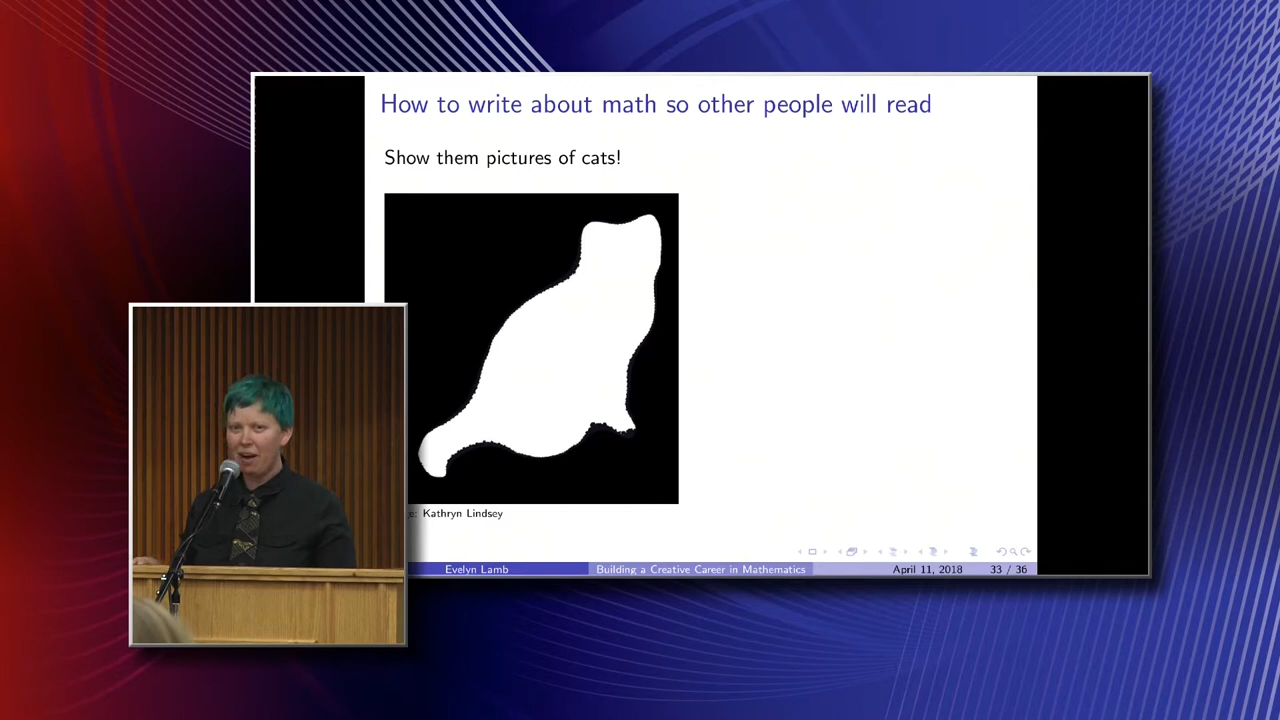 How to write about math so other people will read
Show them pictures of cats!
Kathryn Lindsey
Evelyn Lamb
Building a Creative Career in Mathematics
April 11, 2018
33 / 36